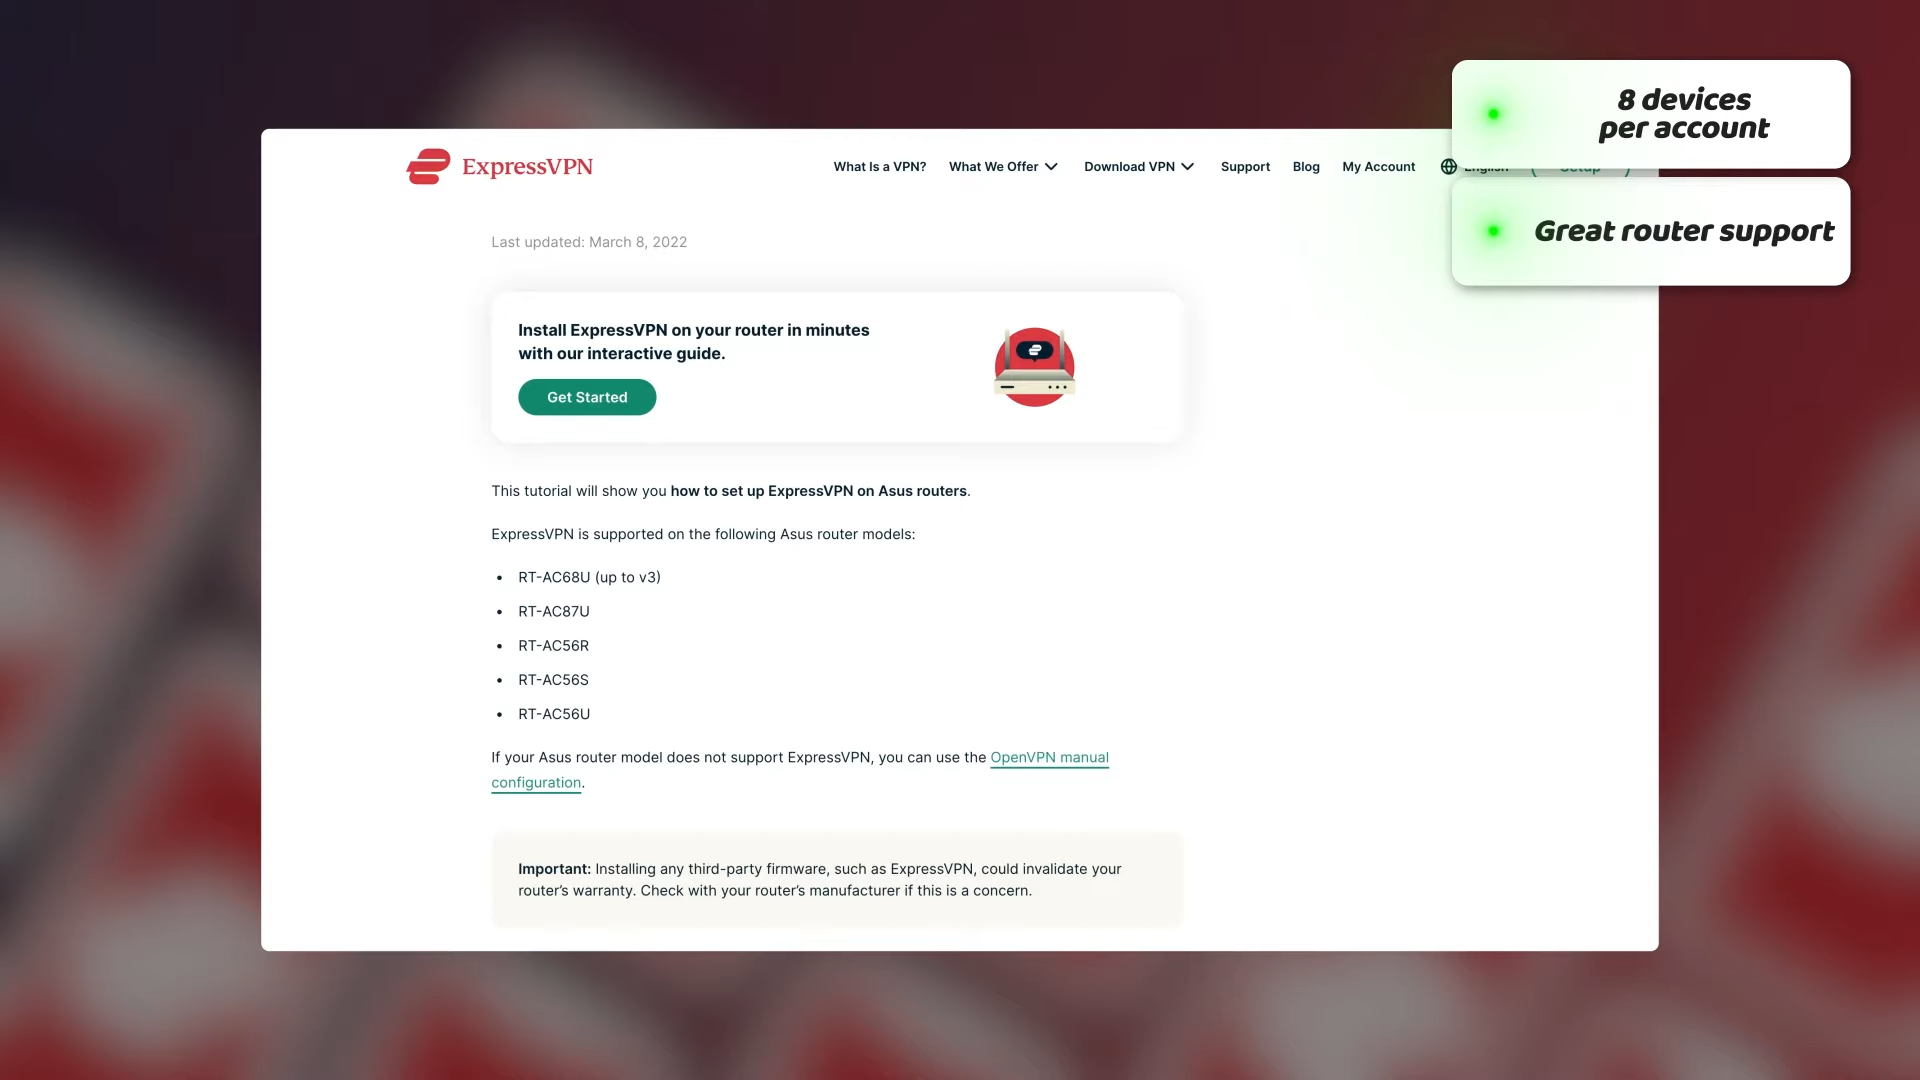 8 devices
per account
ExpressVPN
What Is a VPN? What We Offer Download VPN Support Blog My Account English Setup
Great router support
Last updated: March 8, 2022
Install ExpressVPN on your router in minutes
with our interactive guide.
Get Started
This tutorial will show you how to set up ExpressVPN on Asus routers.
ExpressVPN is supported on the following Asus router models:
• RT-AC68U (up to v3)
• RT-AC87U
• RT-AC56R
• RT-AC56S
• RT-AC56U
If your Asus router model does not support ExpressVPN, you can use the OpenVPN manual
configuration.
Important: Installing any third-party firmware, such as ExpressVPN, could invalidate your
router’s warranty. Check with your router’s manufacturer if this is a concern.